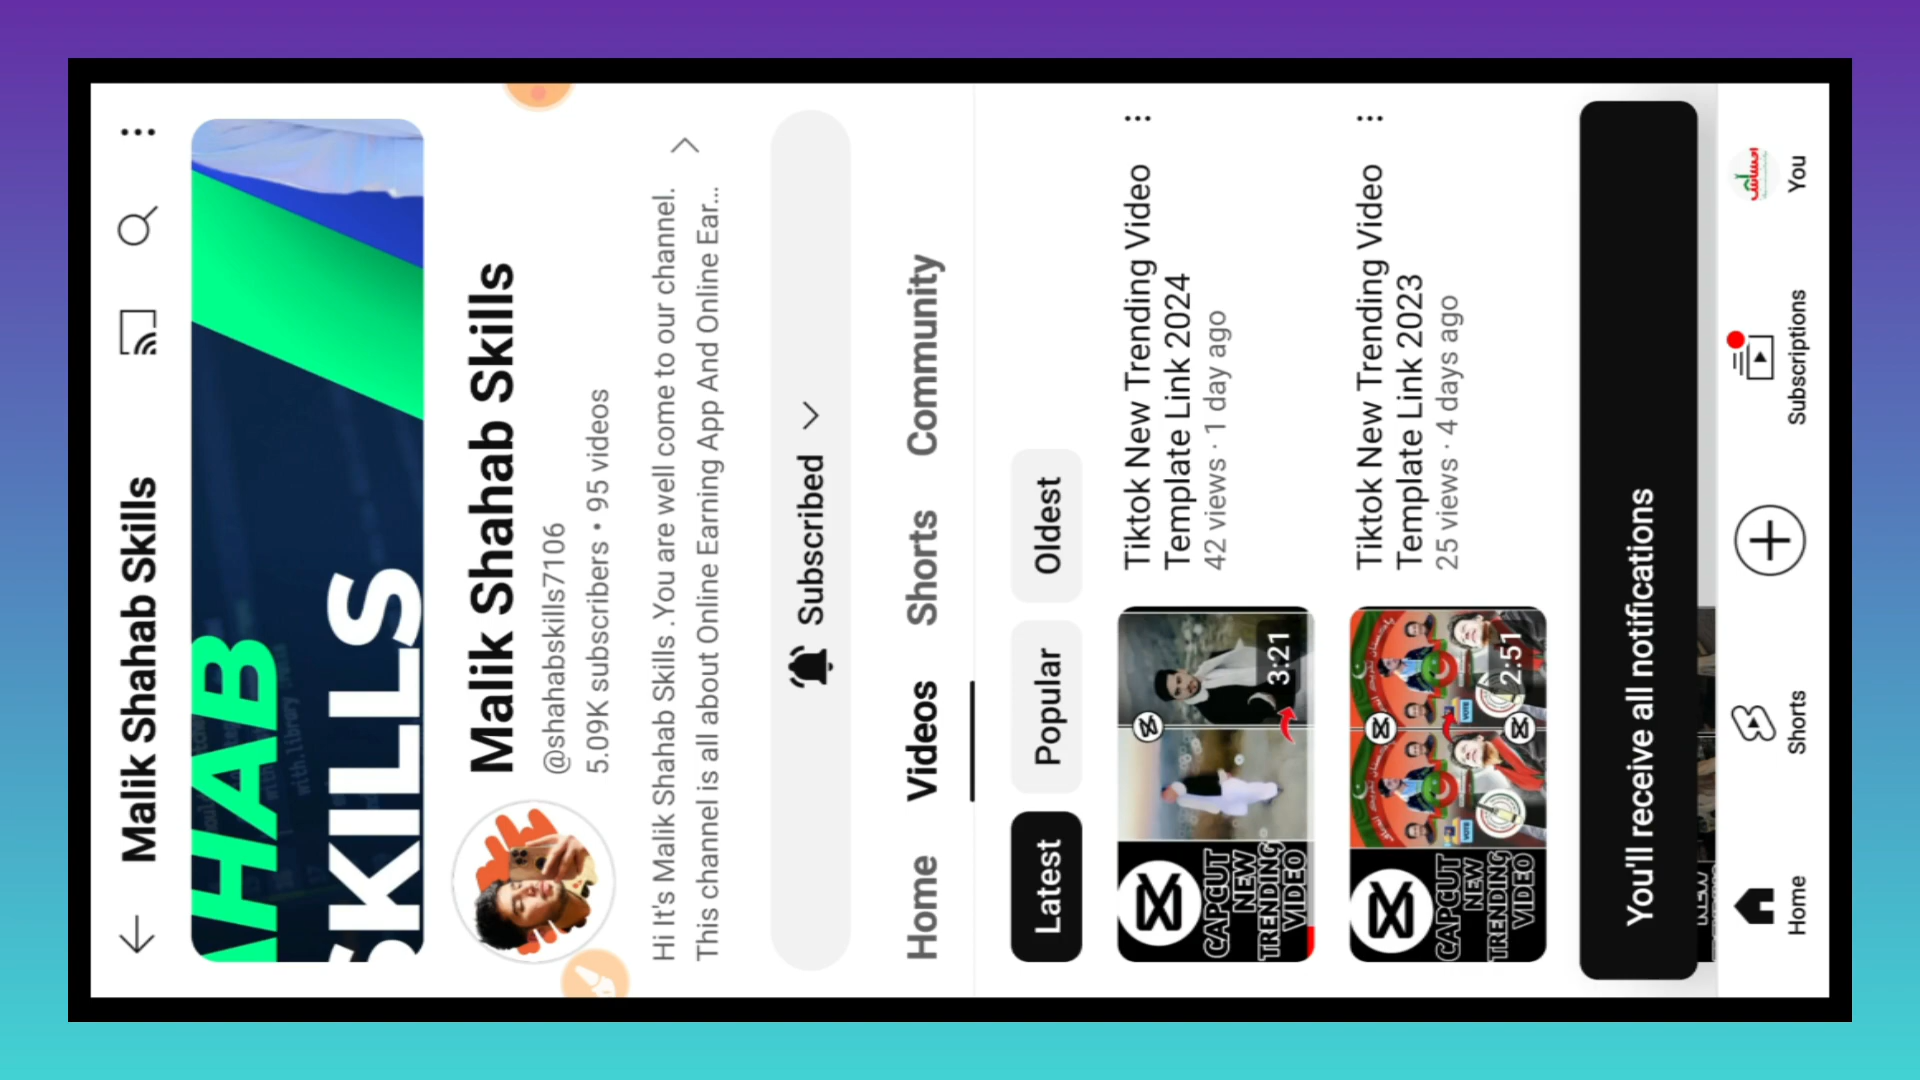 Malik Shahab Skills
AHAB
SKILLS
Malik Shahab Skills
@shahabskills7106
5.09K subscribers • 95 videos
Hi It's Malik Shahab Skills .You are well come to our channel.
This channel is all about Online Earning App And Online Ear...
Subscribed
Home Videos Shorts Community
Latest Popular Oldest
CAPCUT
NEW
TRENDING
VIDEO
3:21
Tiktok New Trending Video
Template Link 2024
42 views · 1 day ago
CAPCUT
NEW
TRENDING
VIDEO
VOTE
VOTE
2:51
Tiktok New Trending Video
Template Link 2023
25 views · 4 days ago
You'll receive all notifications
NEW
Home Shorts Subscriptions You